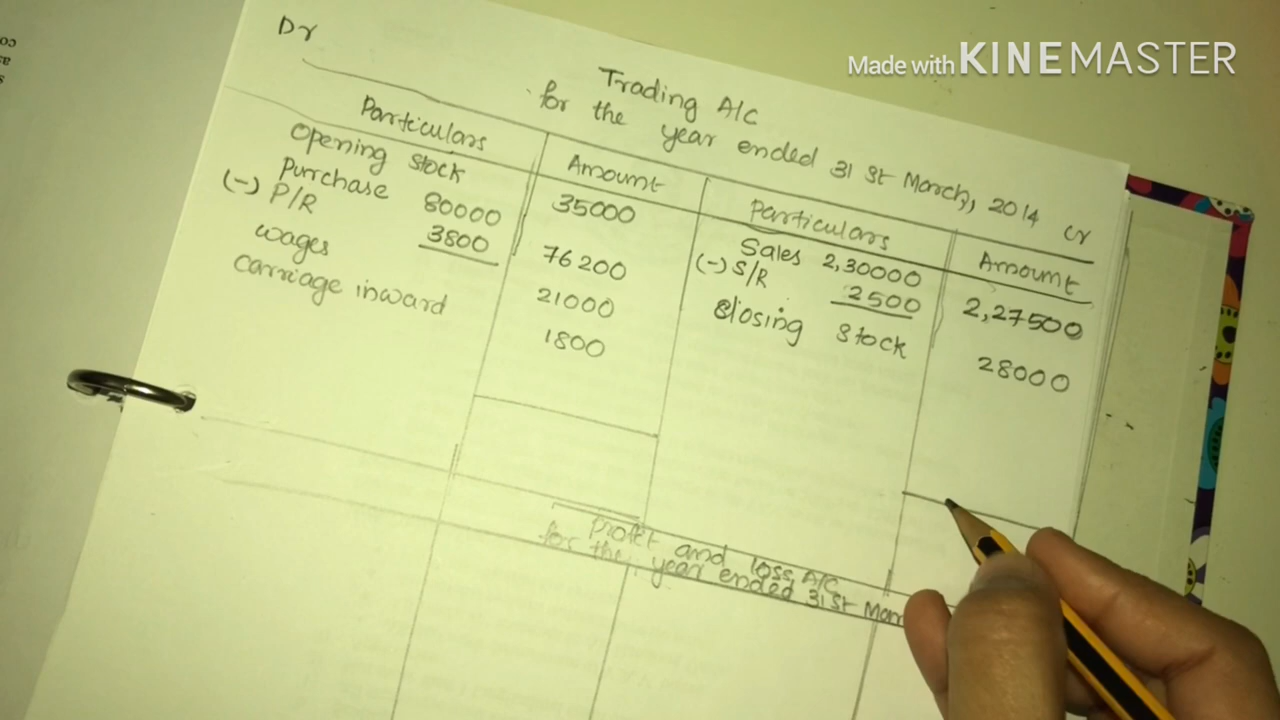 Made with KINEMASTER
Dr
Trading A/C
for the year ended 31st March, 2014 cr
Particulars Amount Particulars Amount
Opening stock 35000 Sales 2,30000
Purchase 80000 (-) S/R 2500 2,27500
(-) P/R 3800 76200 Closing stock 28000
wages 21000
carriage inward 1800
Profit and loss A/C
for the year ended 31st Mar